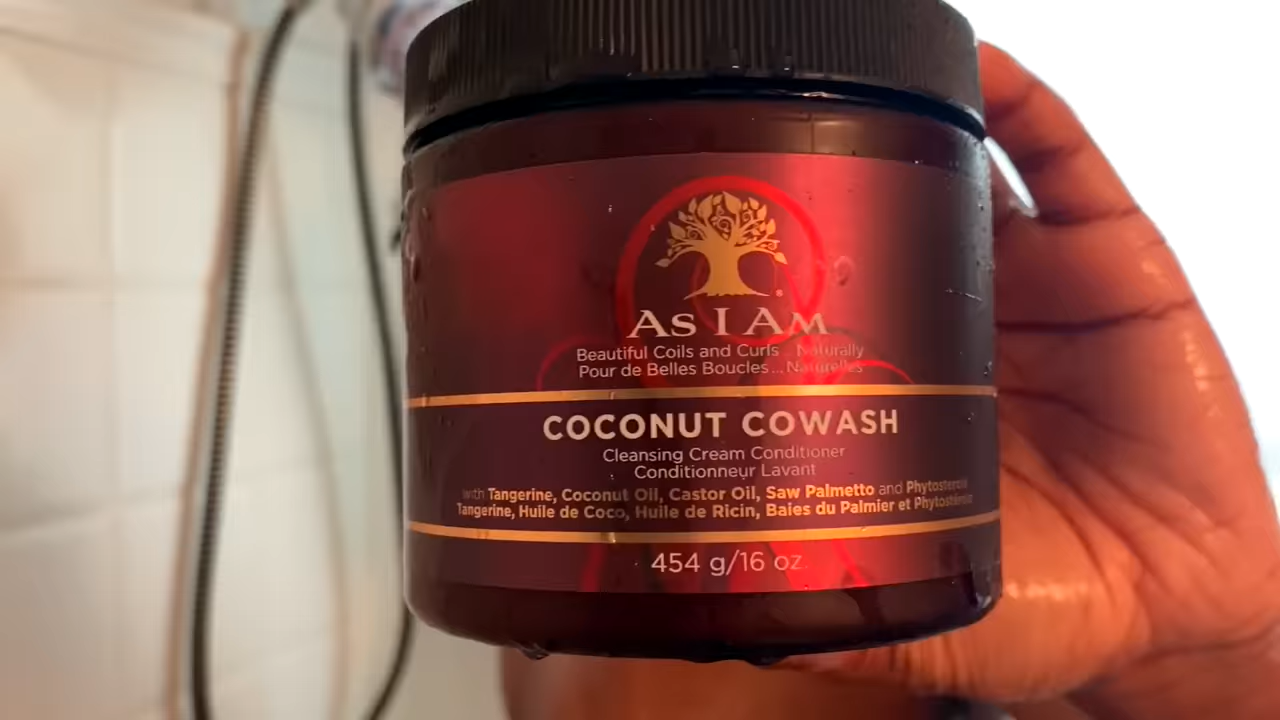 AS I AM
Beautiful Coils and Curls... Naturally
Pour de Belles Boucles... Naturelles
COCONUT COWASH
Cleansing Cream Conditioner
Conditionneur Lavant
with Tangerine, Coconut Oil, Castor Oil, Saw Palmetto and Phytosterols
Tangerine, Huile de Coco, Huile de Ricin, Baies du Palmier et Phytostérols
454 g/16 oz.